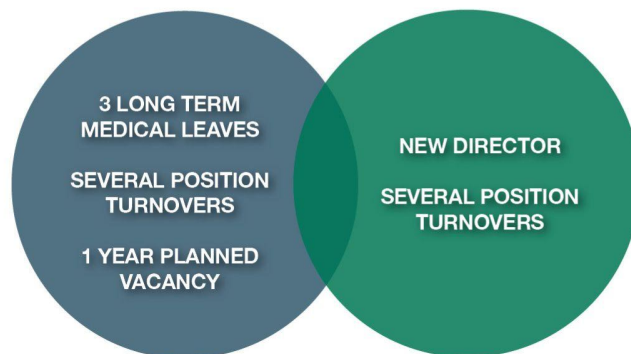 3 LONG TERM
MEDICAL LEAVES
SEVERAL POSITION
TURNOVERS
1 YEAR PLANNED
VACANCY
NEW DIRECTOR
SEVERAL POSITION
TURNOVERS